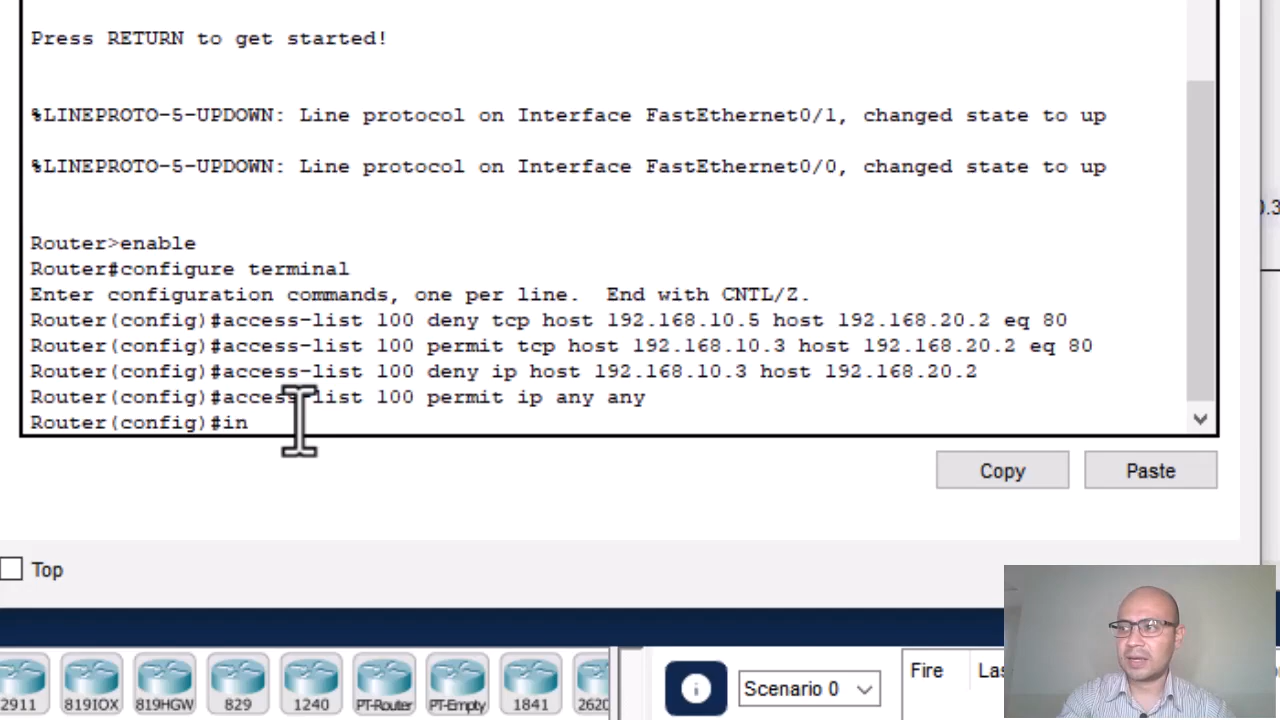 Press RETURN to get started!
%LINEPROTO-5-UPDOWN: Line protocol on Interface FastEthernet0/1, changed state to up
%LINEPROTO-5-UPDOWN: Line protocol on Interface FastEthernet0/0, changed state to up
Router>enable
Router#configure terminal
Enter configuration commands, one per line.  End with CNTL/Z.
Router(config)#access-list 100 deny tcp host 192.168.10.5 host 192.168.20.2 eq 80
Router(config)#access-list 100 permit tcp host 192.168.10.3 host 192.168.20.2 eq 80
Router(config)#access-list 100 deny ip host 192.168.10.3 host 192.168.20.2
Router(config)#access-list 100 permit ip any any
Router(config)#in
Copy Paste
Top
2911 819IOX 819HGW 829 1240 PT-Router PT-Empty 1841 2620
Scenario 0
Fire